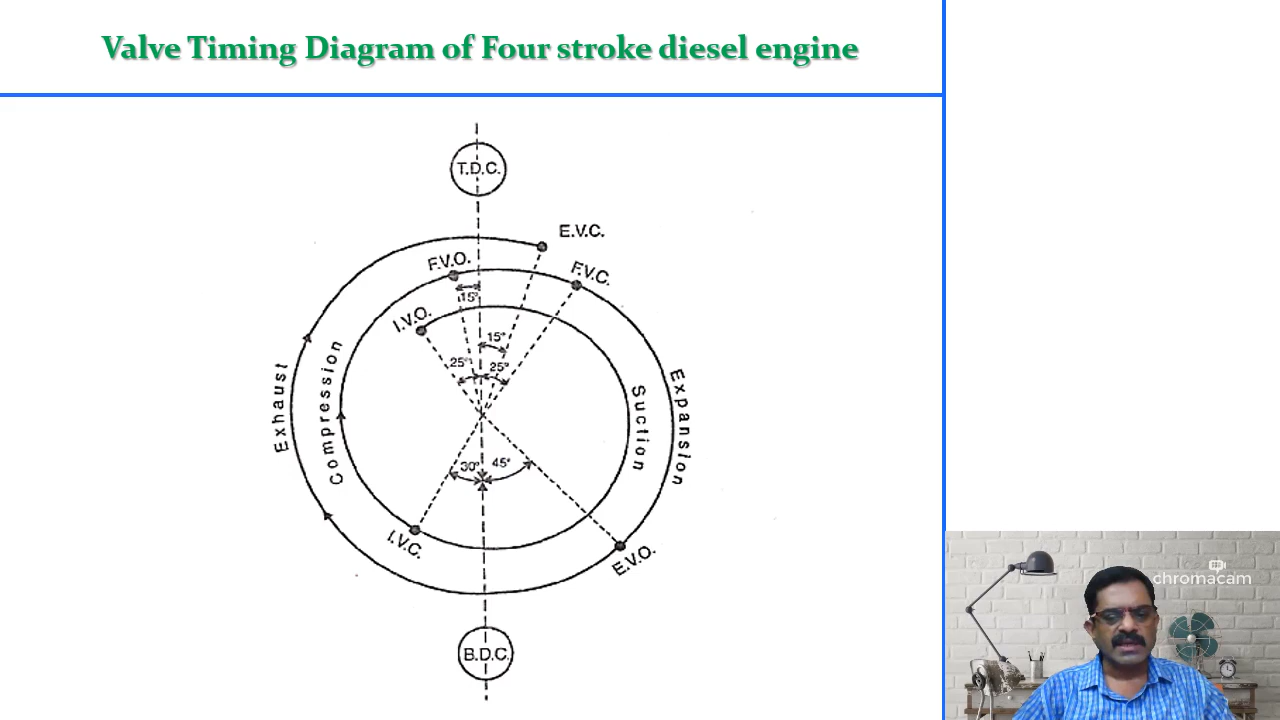 Valve Timing Diagram of Four stroke diesel engine
T.D.C.
E.V.C.
F.V.O.
F.V.C.
15°
I.V.O.
15°
25°
25°
Exhaust
Compression
Suction
Expansion
30°
45°
I.V.C.
E.V.O.
B.D.C.
chromacam